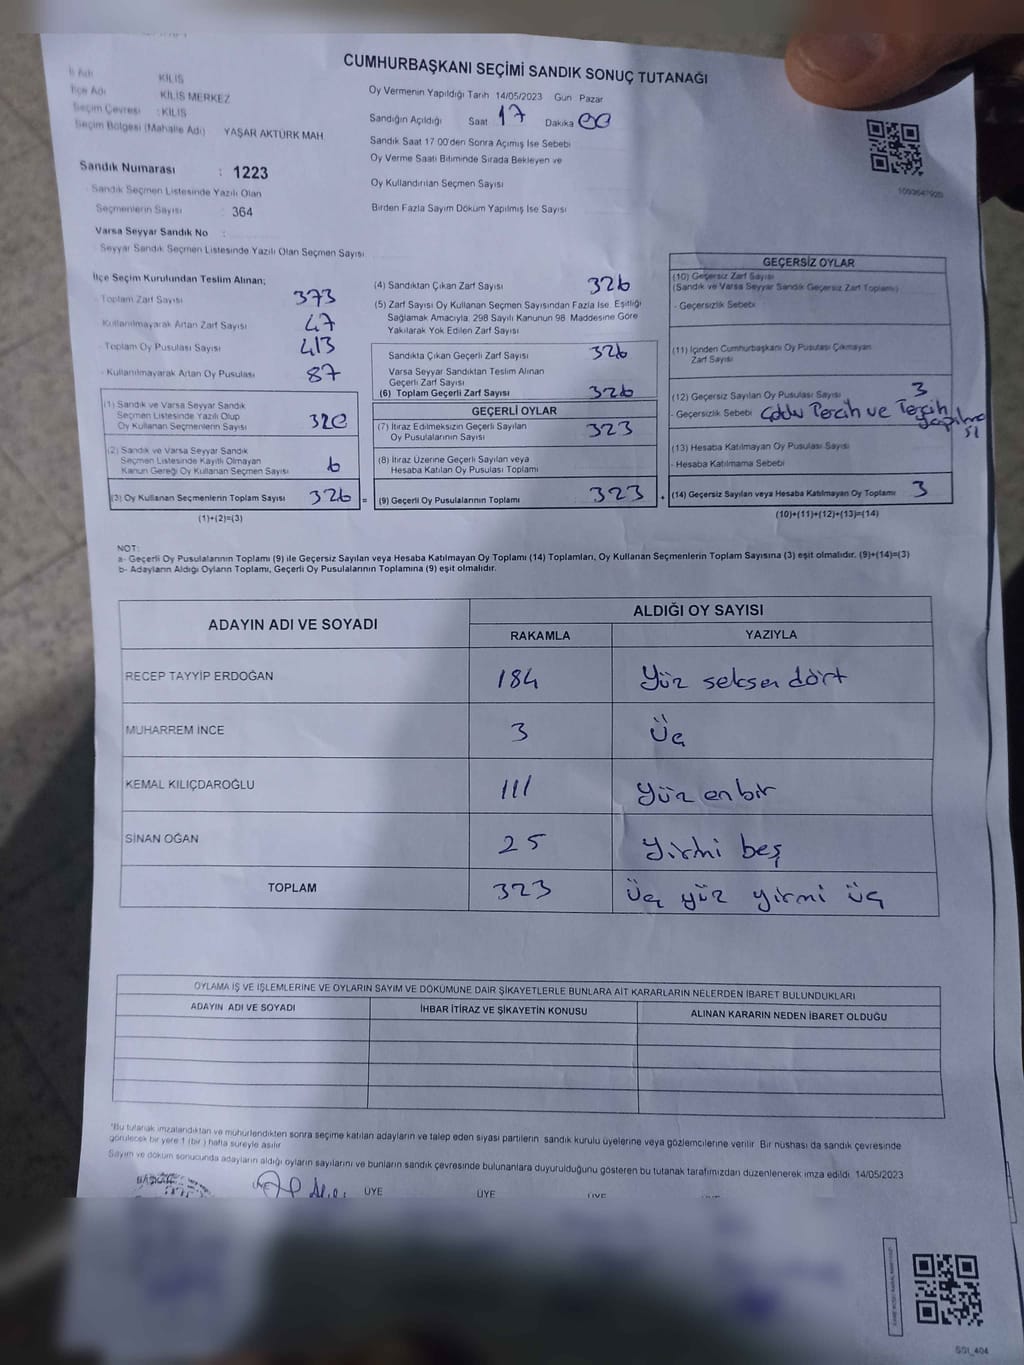 CUMHURBAŞKANI SEÇİMİ SANDIK SONUÇ TUTANAĞI
İl Adı KİLİS
İlçe Adı KİLİS MERKEZ
Seçim Çevresi : KİLİS
Seçim Bölgesi (Mahalle Adı) YAŞAR AKTÜRK MAH.
Sandık Numarası : 1223
- Sandık Seçmen Listesinde Yazılı Olan
Seçmenlerin Sayısı : 364
Varsa Seyyar Sandık No :
- Seyyar Sandık Seçmen Listesinde Yazılı Olan Seçmen Sayısı
Oy Vermenin Yapıldığı Tarih 14/05/2023 Gün Pazar
Sandığın Açıldığı Saat 17 Dakika 00
Sandık Saat 17:00'den Sonra Açımış İse Sebebi
Oy Verme Saati Bitiminde Sırada Bekleyen ve
Oy Kullandırılan Seçmen Sayısı
Birden Fazla Sayım Döküm Yapılmış İse Sayısı
İlçe Seçim Kurulundan Teslim Alınan;
- Toplam Zarf Sayısı 373
- Kullanılmayarak Artan Zarf Sayısı 47
- Toplam Oy Pusulası Sayısı 413
- Kullanılmayarak Artan Oy Pusulası 87
(1) Sandık ve Varsa Seyyar Sandık
Seçmen Listesinde Yazılı Olup
Oy Kullanan Seçmenlerin Sayısı 320
(2) Sandık ve Varsa Seyyar Sandık
Seçmen Listesinde Kayıtlı Olmayan
Kanun Gereği Oy Kullanan Seçmen Sayısı 6
(3) Oy Kullanan Seçmenlerin Toplam Sayısı 326 =
(1)+(2)=(3)
(4) Sandıktan Çıkan Zarf Sayısı 326
(5) Zarf Sayısı Oy Kullanan Seçmen Sayısından Fazla İse, Eşitliği
Sağlamak Amacıyla, 298 Sayılı Kanunun 98. Maddesine Göre
Yakılarak Yok Edilen Zarf Sayısı
Sandıkta Çıkan Geçerli Zarf Sayısı 326
Varsa Seyyar Sandıktan Teslim Alınan
Geçerli Zarf Sayısı
(6) Toplam Geçerli Zarf Sayısı 326
GEÇERLİ OYLAR
(7) İtiraz Edilmeksizin Geçerli Sayılan
Oy Pusulalarının Sayısı 323
(8) İtiraz Üzerine Geçerli Sayılan veya
Hesaba Katılan Oy Pusulası Toplamı
(9) Geçerli Oy Pusulalarının Toplamı 323 +
GEÇERSİZ OYLAR
(10) Geçersiz Zarf Sayısı
(Sandık ve Varsa Seyyar Sandık Geçersiz Zarf Toplamı)
- Geçersizlik Sebebi
(11) İçinden Cumhurbaşkanı Oy Pusulası Çıkmayan
Zarf Sayısı
(12) Geçersiz Sayılan Oy Pusulası Sayısı 3
- Geçersizlik Sebebi Çoklu Tercih ve Tercih
yapılma
sı
(13) Hesaba Katılmayan Oy Pusulası Sayısı
- Hesaba Katılmama Sebebi
(14) Geçersiz Sayılan veya Hesaba Katılmayan Oy Toplamı 3
(10)+(11)+(12)+(13)=(14)
NOT:
a- Geçerli Oy Pusulalarının Toplamı (9) ile Geçersiz Sayılan veya Hesaba Katılmayan Oy Toplamı (14) Toplamları, Oy Kullanan Seçmenlerin Toplam Sayısına (3) eşit olmalıdır. (9)+(14)=(3)
b- Adayların Aldığı Oyların Toplamı, Geçerli Oy Pusulalarının Toplamına (9) eşit olmalıdır.
ADAYIN ADI VE SOYADI ALDIĞI OY SAYISI
RAKAMLA YAZIYLA
RECEP TAYYİP ERDOĞAN 184 Yüz seksen dört
MUHARREM İNCE 3 Üç
KEMAL KILIÇDAROĞLU 111 yüz on bir
SİNAN OĞAN 25 Yirmi beş
TOPLAM 323 Üç yüz yirmi üç
OYLAMA İŞ VE İŞLEMLERİNE VE OYLARIN SAYIM VE DÖKÜMÜNE DAİR ŞİKAYETLERLE BUNLARA AİT KARARLARIN NELERDEN İBARET BULUNDUKLARI
ADAYIN ADI VE SOYADI İHBAR İTİRAZ VE ŞİKAYETİN KONUSU ALINAN KARARIN NEDEN İBARET OLDUĞU
*Bu tutanak imzalandıktan ve mühürlendikten sonra seçime katılan adayların ve talep eden siyasi partilerin sandık kurulu üyelerine veya gözlemcilerine verilir. Bir nüshası da sandık çevresinde
görülecek bir yere 1 (bir ) hafta süreyle asılır.
Sayım ve döküm sonucunda adayların aldığı oyların sayılarını ve bunların sandık çevresinde bulunanlara duyurulduğunu gösteren bu tutanak tarafımızdan düzenlenerek imza edildi. 14/05/2023
BAŞKAN ÜYE ÜYE ÜYE
SSI_404